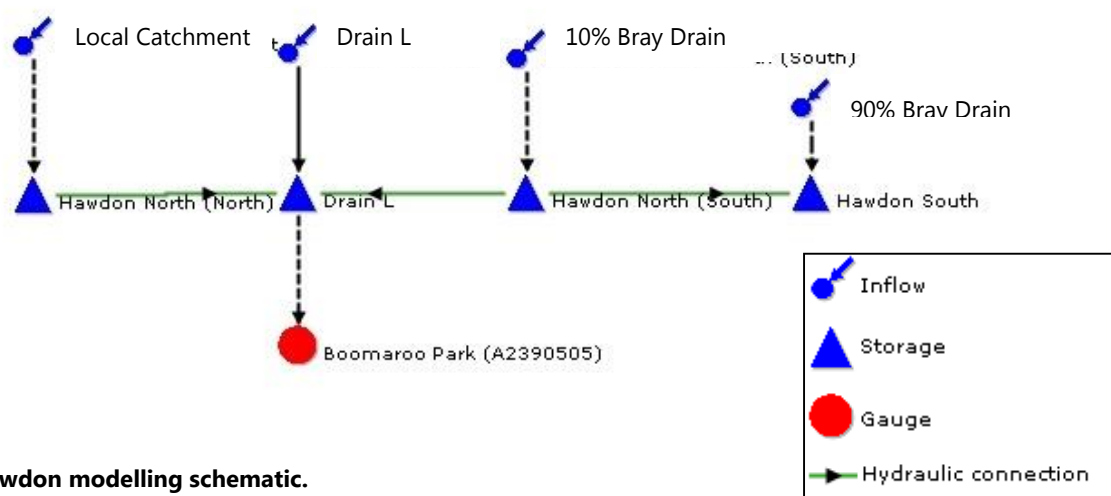 Local Catchment
Drain L
10% Bray Drain
(South)
90% Bray Drain
Hawdon North (North)
Drain L
Hawdon North (South)
Hawdon South
Boomaroo Park (A2390505)
Inflow
Storage
Gauge
Hydraulic connection
wdon modelling schematic.